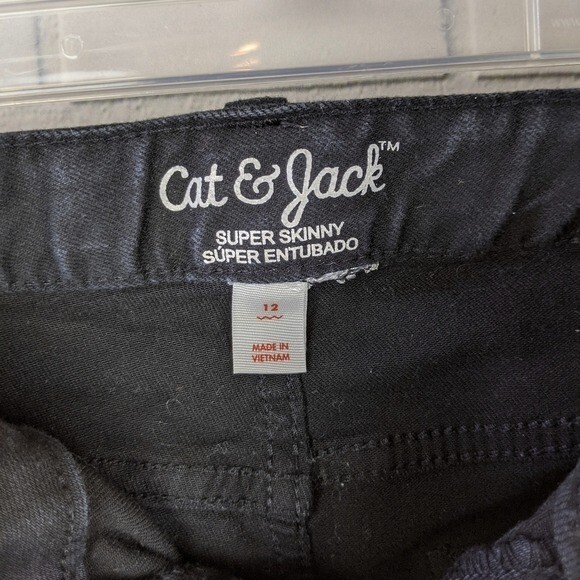 Cat & Jack™
SUPER SKINNY
SÚPER ENTUBADO
12
MADE IN
VIETNAM